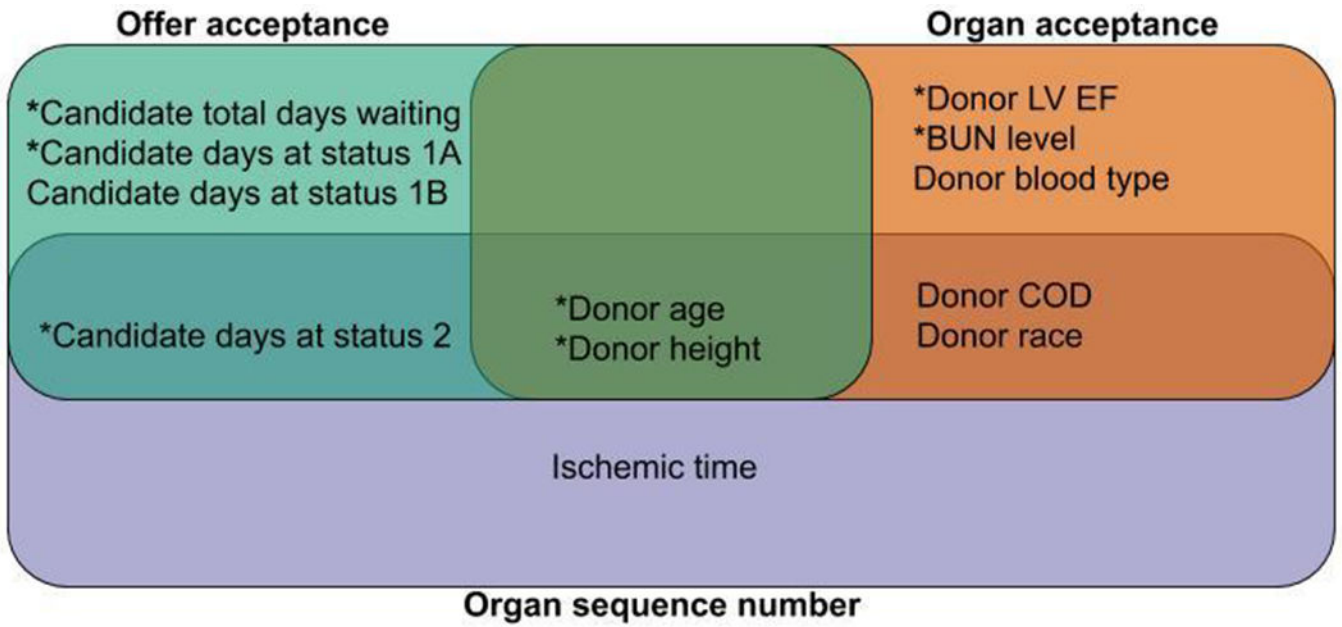 Offer acceptance
Organ acceptance
*Candidate total days waiting
*Candidate days at status 1A
Candidate days at status 1B
*Donor LV EF
*BUN level
Donor blood type
*Candidate days at status 2
*Donor age
*Donor height
Donor COD
Donor race
Ischemic time
Organ sequence number